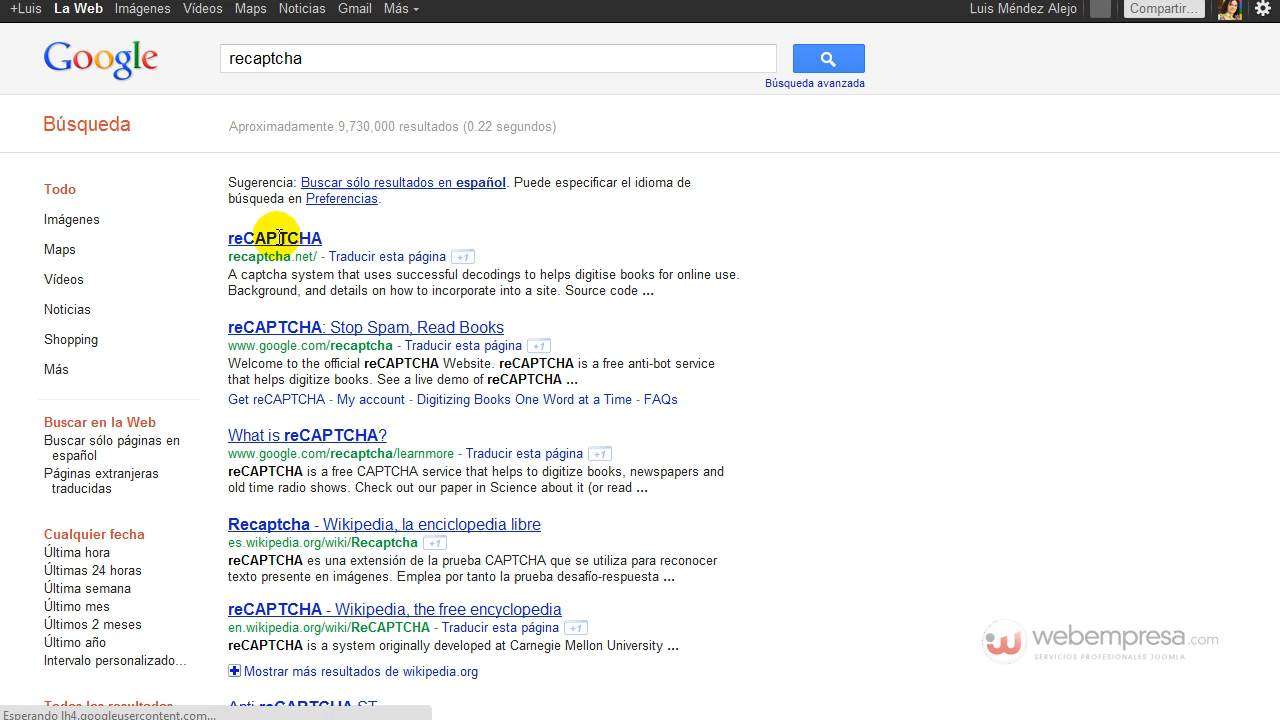 +Luis La Web Imágenes Vídeos Maps Noticias Gmail Más
Luis Méndez Alejo Compartir...
Google
recaptcha
Búsqueda avanzada
Búsqueda
Aproximadamente 9,730,000 resultados (0.22 segundos)
Todo
Imágenes
Maps
Vídeos
Noticias
Shopping
Más
Buscar en la Web
Buscar sólo páginas en
español
Páginas extranjeras
traducidas
Cualquier fecha
Última hora
Últimas 24 horas
Última semana
Último mes
Últimos 2 meses
Último año
Intervalo personalizado...
Todos los resultados
Sugerencia: Buscar sólo resultados en español. Puede especificar el idioma de
búsqueda en Preferencias.
reCAPTCHA
recaptcha.net/ - Traducir esta página +1
A captcha system that uses successful decodings to helps digitise books for online use.
Background, and details on how to incorporate into a site. Source code ...
reCAPTCHA: Stop Spam, Read Books
www.google.com/recaptcha - Traducir esta página +1
Welcome to the official reCAPTCHA Website. reCAPTCHA is a free anti-bot service
that helps digitize books. See a live demo of reCAPTCHA ...
Get reCAPTCHA - My account - Digitizing Books One Word at a Time - FAQs
What is reCAPTCHA?
www.google.com/recaptcha/learnmore - Traducir esta página +1
reCAPTCHA is a free CAPTCHA service that helps to digitize books, newspapers and
old time radio shows. Check out our paper in Science about it (or read ...
Recaptcha - Wikipedia, la enciclopedia libre
es.wikipedia.org/wiki/Recaptcha +1
reCAPTCHA es una extensión de la prueba CAPTCHA que se utiliza para reconocer
texto presente en imágenes. Emplea por tanto la prueba desafío-respuesta ...
reCAPTCHA - Wikipedia, the free encyclopedia
en.wikipedia.org/wiki/ReCAPTCHA - Traducir esta página +1
reCAPTCHA is a system originally developed at Carnegie Mellon University ...
Mostrar más resultados de wikipedia.org
Anti reCAPTCHA ST
webempresa.com
SERVICIOS PROFESIONALES JOOMLA
Esperando lh4.googleusercontent.com...